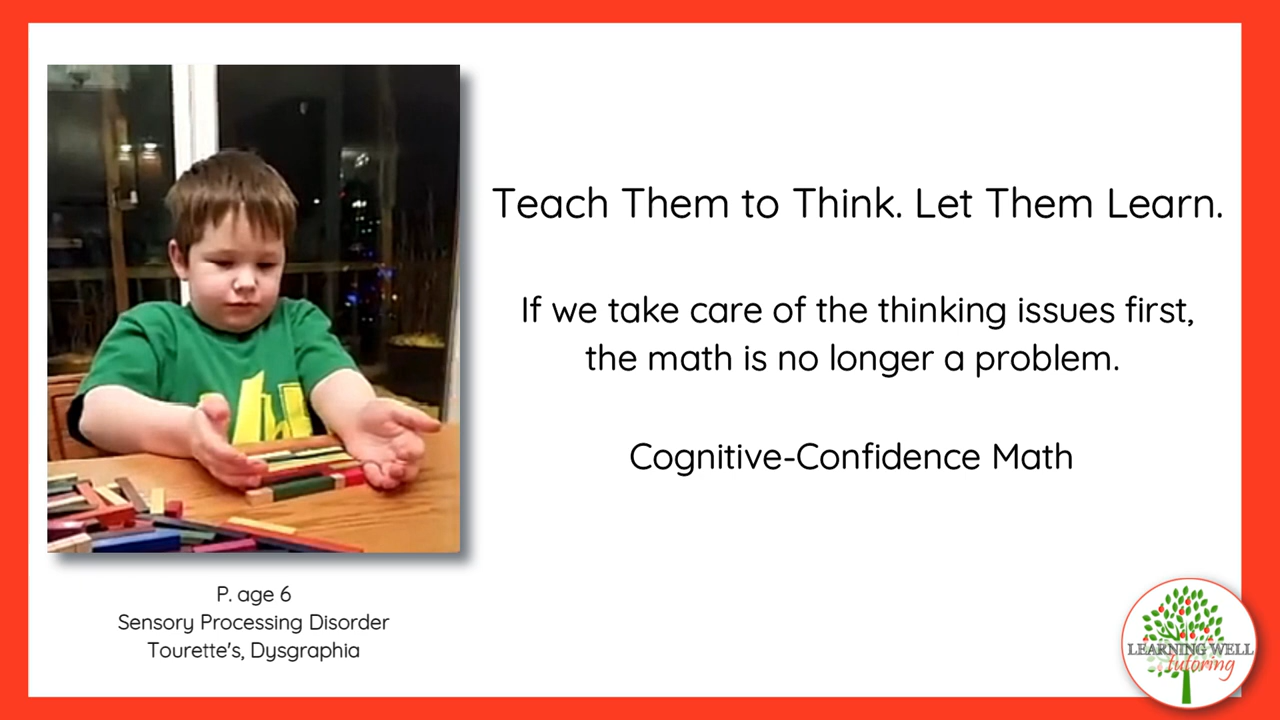 Teach Them to Think. Let Them Learn.
If we take care of the thinking issues first,
the math is no longer a problem.
Cognitive-Confidence Math
P. age 6
Sensory Processing Disorder
Tourette's, Dysgraphia
LEARNING WELL
tutoring